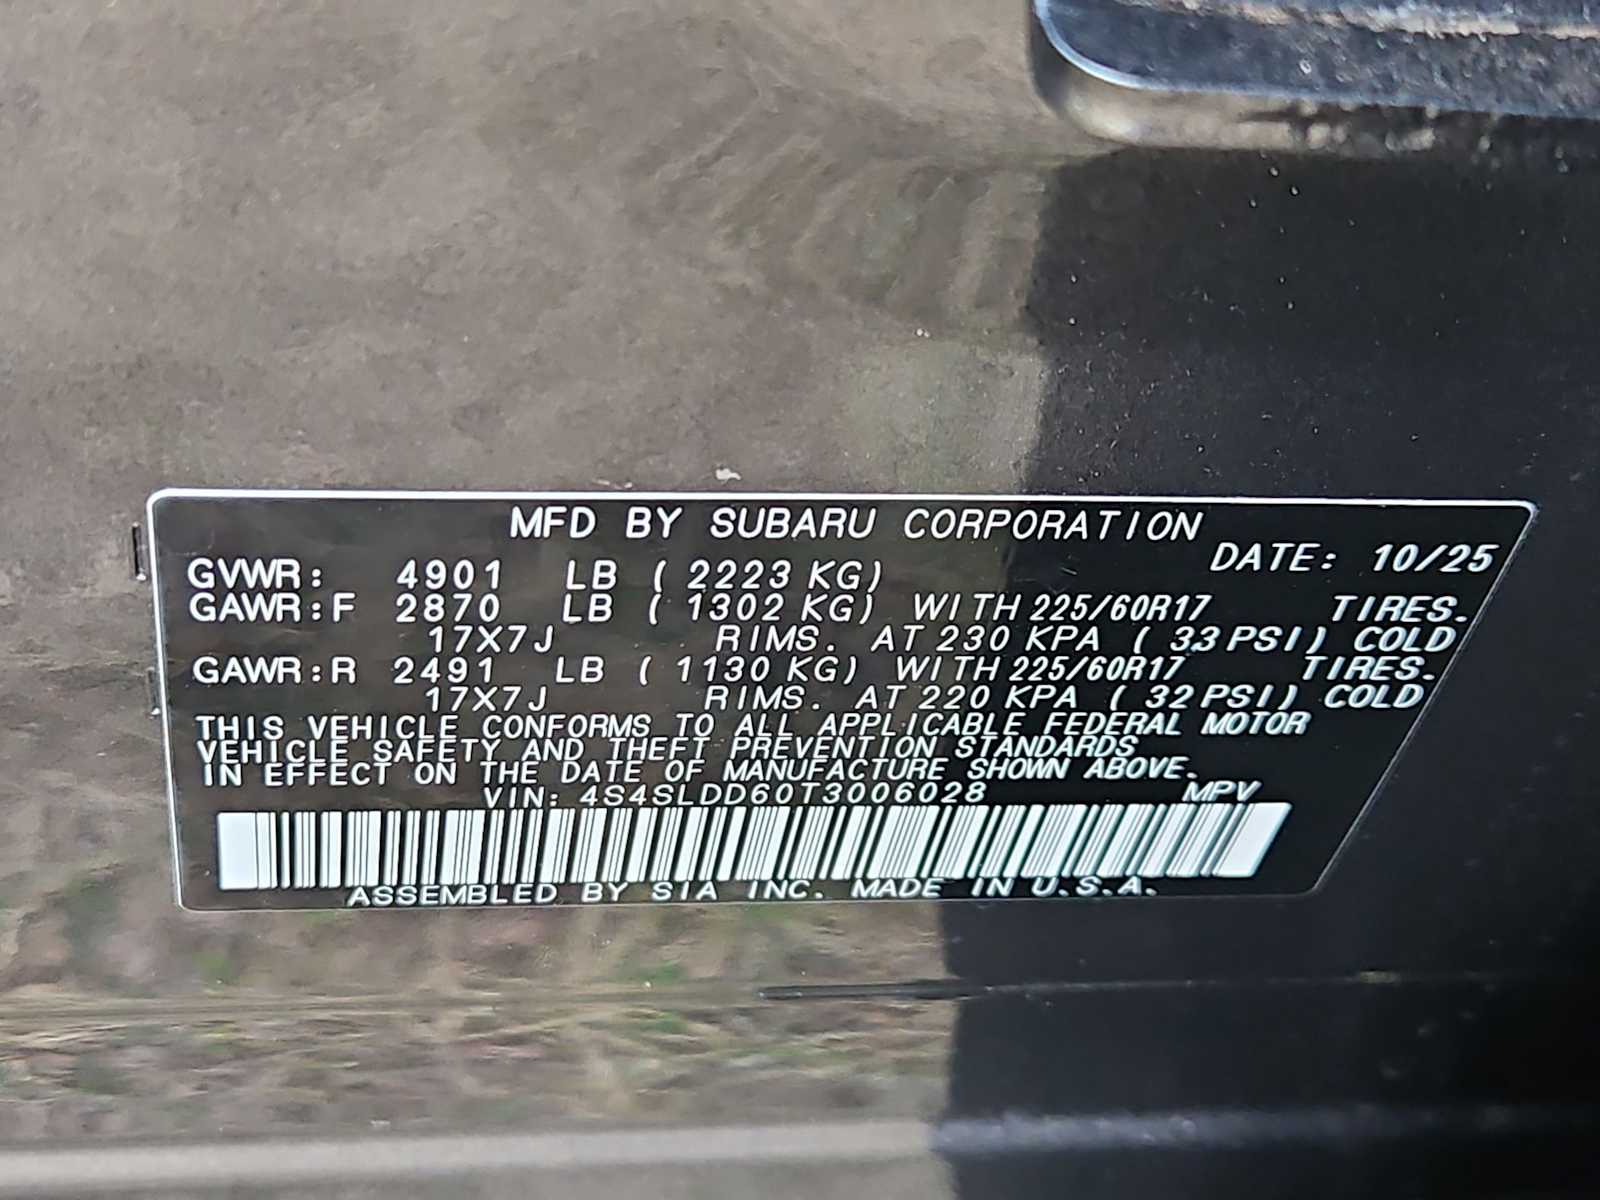 MFD BY SUBARU CORPORATION
DATE: 10/25
GVWR: 4901 LB ( 2223 KG)
GAWR:F 2870 LB ( 1302 KG) WITH 225/60R17 TIRES.
17X7J RIMS. AT 230 KPA ( 33 PSI) COLD
GAWR:R 2491 LB ( 1130 KG) WITH 225/60R17 TIRES.
17X7J RIMS. AT 220 KPA ( 32 PSI) COLD
THIS VEHICLE CONFORMS TO ALL APPLICABLE FEDERAL MOTOR
VEHICLE SAFETY AND THEFT PREVENTION STANDARDS
IN EFFECT ON THE DATE OF MANUFACTURE SHOWN ABOVE.
VIN: 4S4SLDD60T3006028 MPV
ASSEMBLED BY SIA INC. MADE IN U.S.A.